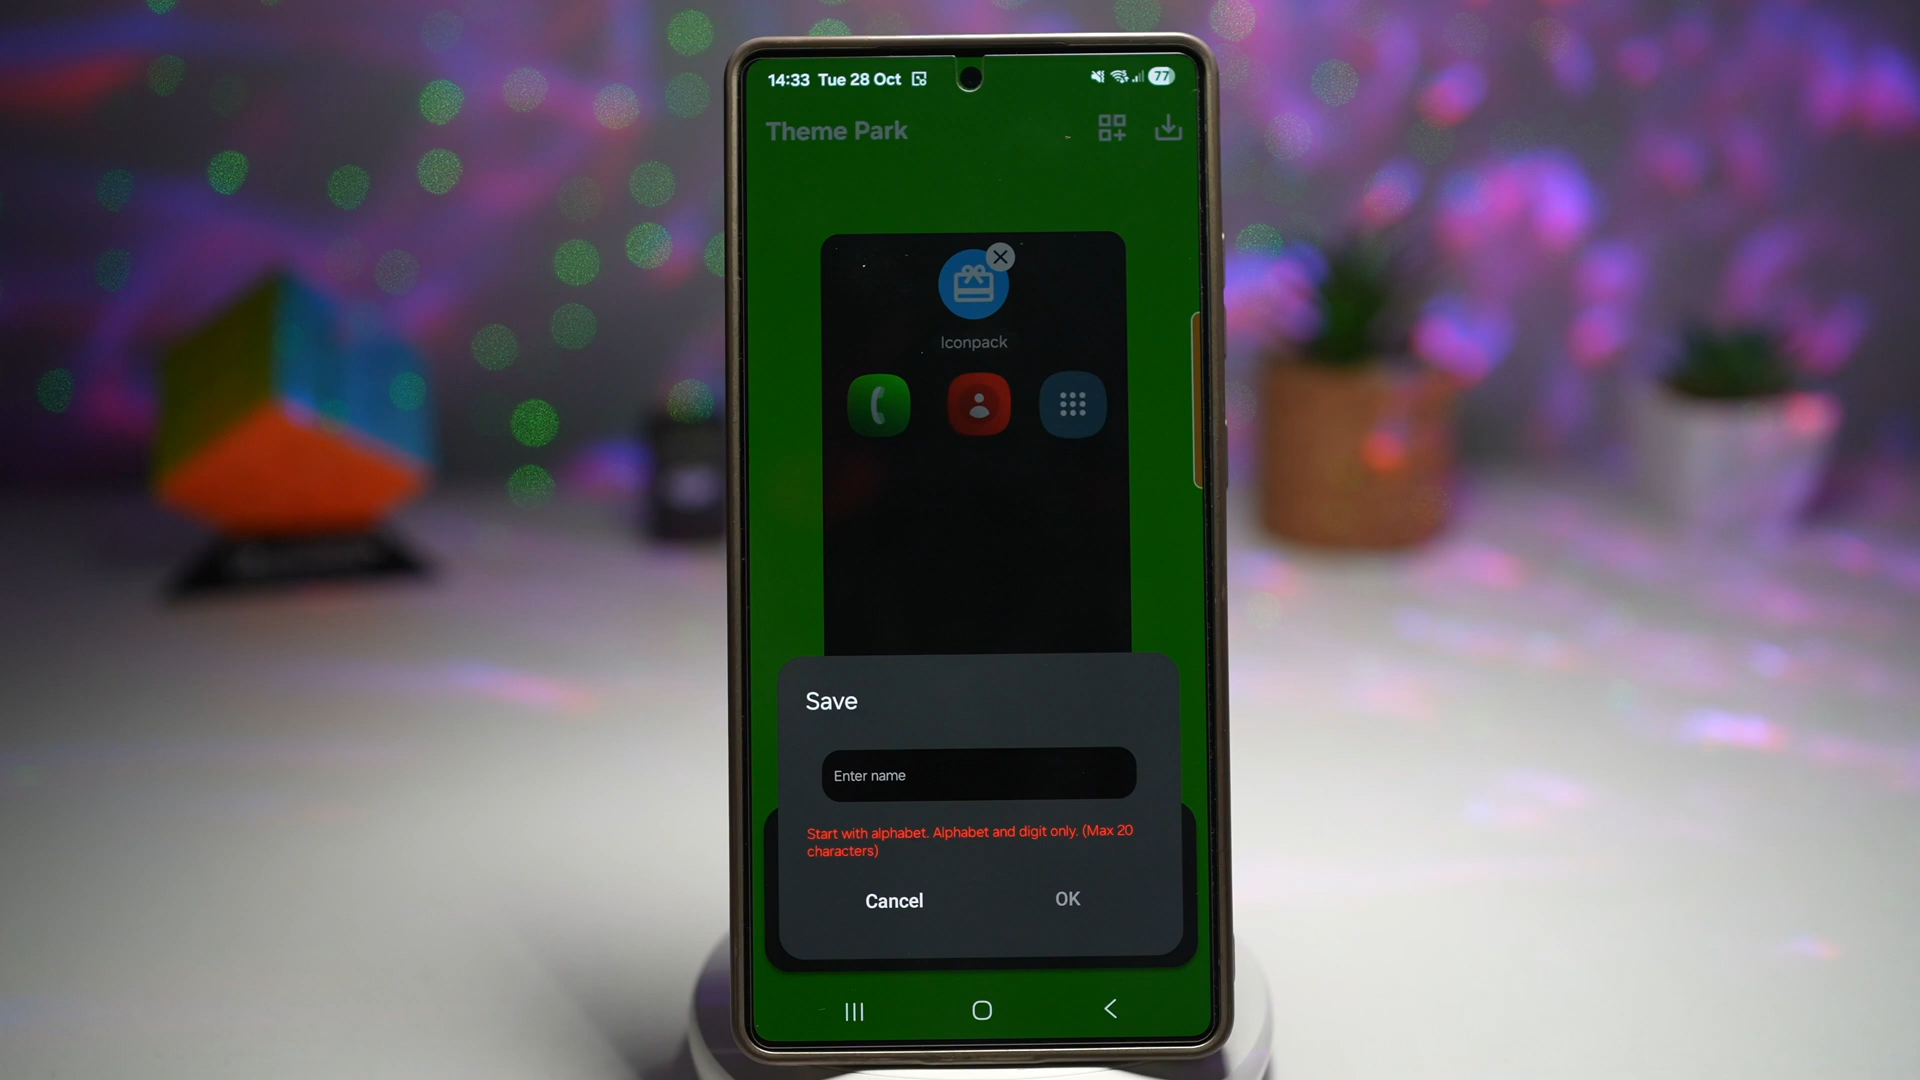 14:33 Tue 28 Oct
77
Theme Park
Iconpack
Save
Enter name
Start with alphabet. Alphabet and digit only. (Max 20
characters)
Cancel
OK